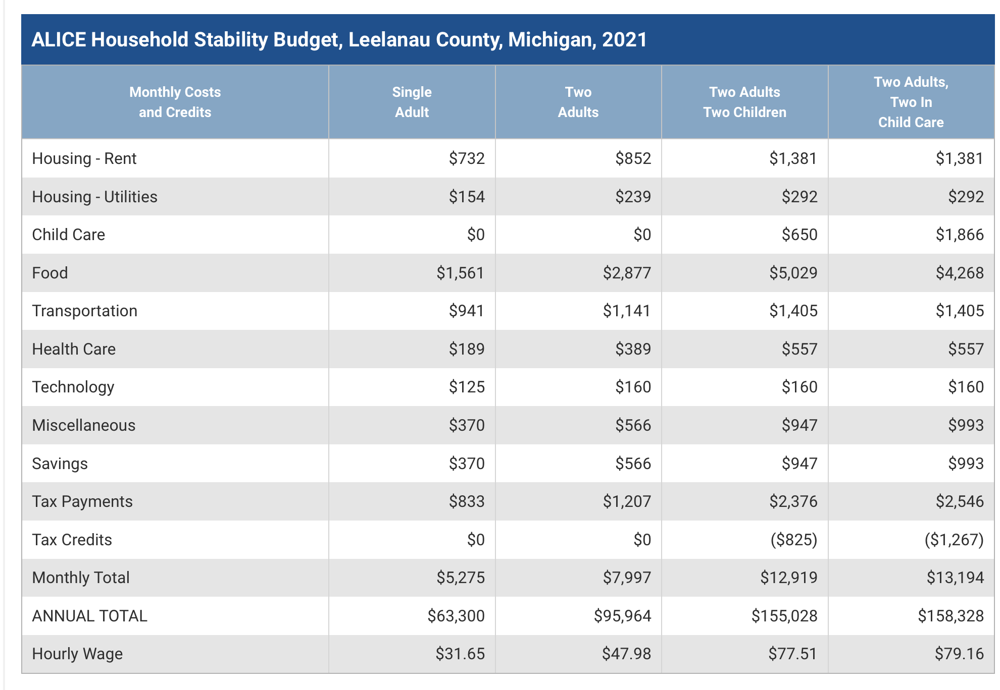 ALICE Household Stability Budget, Leelanau County, Michigan, 2021
Monthly Costs
and Credits
Single
Adult
Two
Adults
Two Adults
Two Children
Two Adults,
Two In
Child Care
Housing - Rent $732 $852 $1,381 $1,381
Housing - Utilities $154 $239 $292 $292
Child Care $0 $0 $650 $1,866
Food $1,561 $2,877 $5,029 $4,268
Transportation $941 $1,141 $1,405 $1,405
Health Care $189 $389 $557 $557
Technology $125 $160 $160 $160
Miscellaneous $370 $566 $947 $993
Savings $370 $566 $947 $993
Tax Payments $833 $1,207 $2,376 $2,546
Tax Credits $0 $0 ($825) ($1,267)
Monthly Total $5,275 $7,997 $12,919 $13,194
ANNUAL TOTAL $63,300 $95,964 $155,028 $158,328
Hourly Wage $31.65 $47.98 $77.51 $79.16